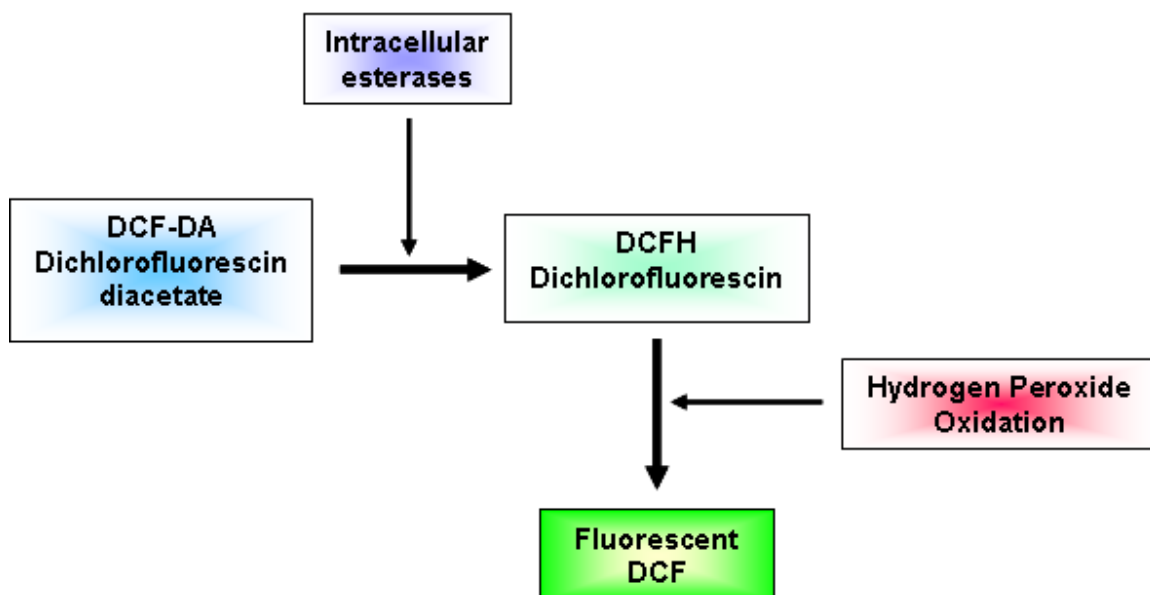 Intracellular
esterases
DCF-DA
Dichlorofluorescin
diacetate
DCFH
Dichlorofluorescin
Hydrogen Peroxide
Oxidation
Fluorescent
DCF